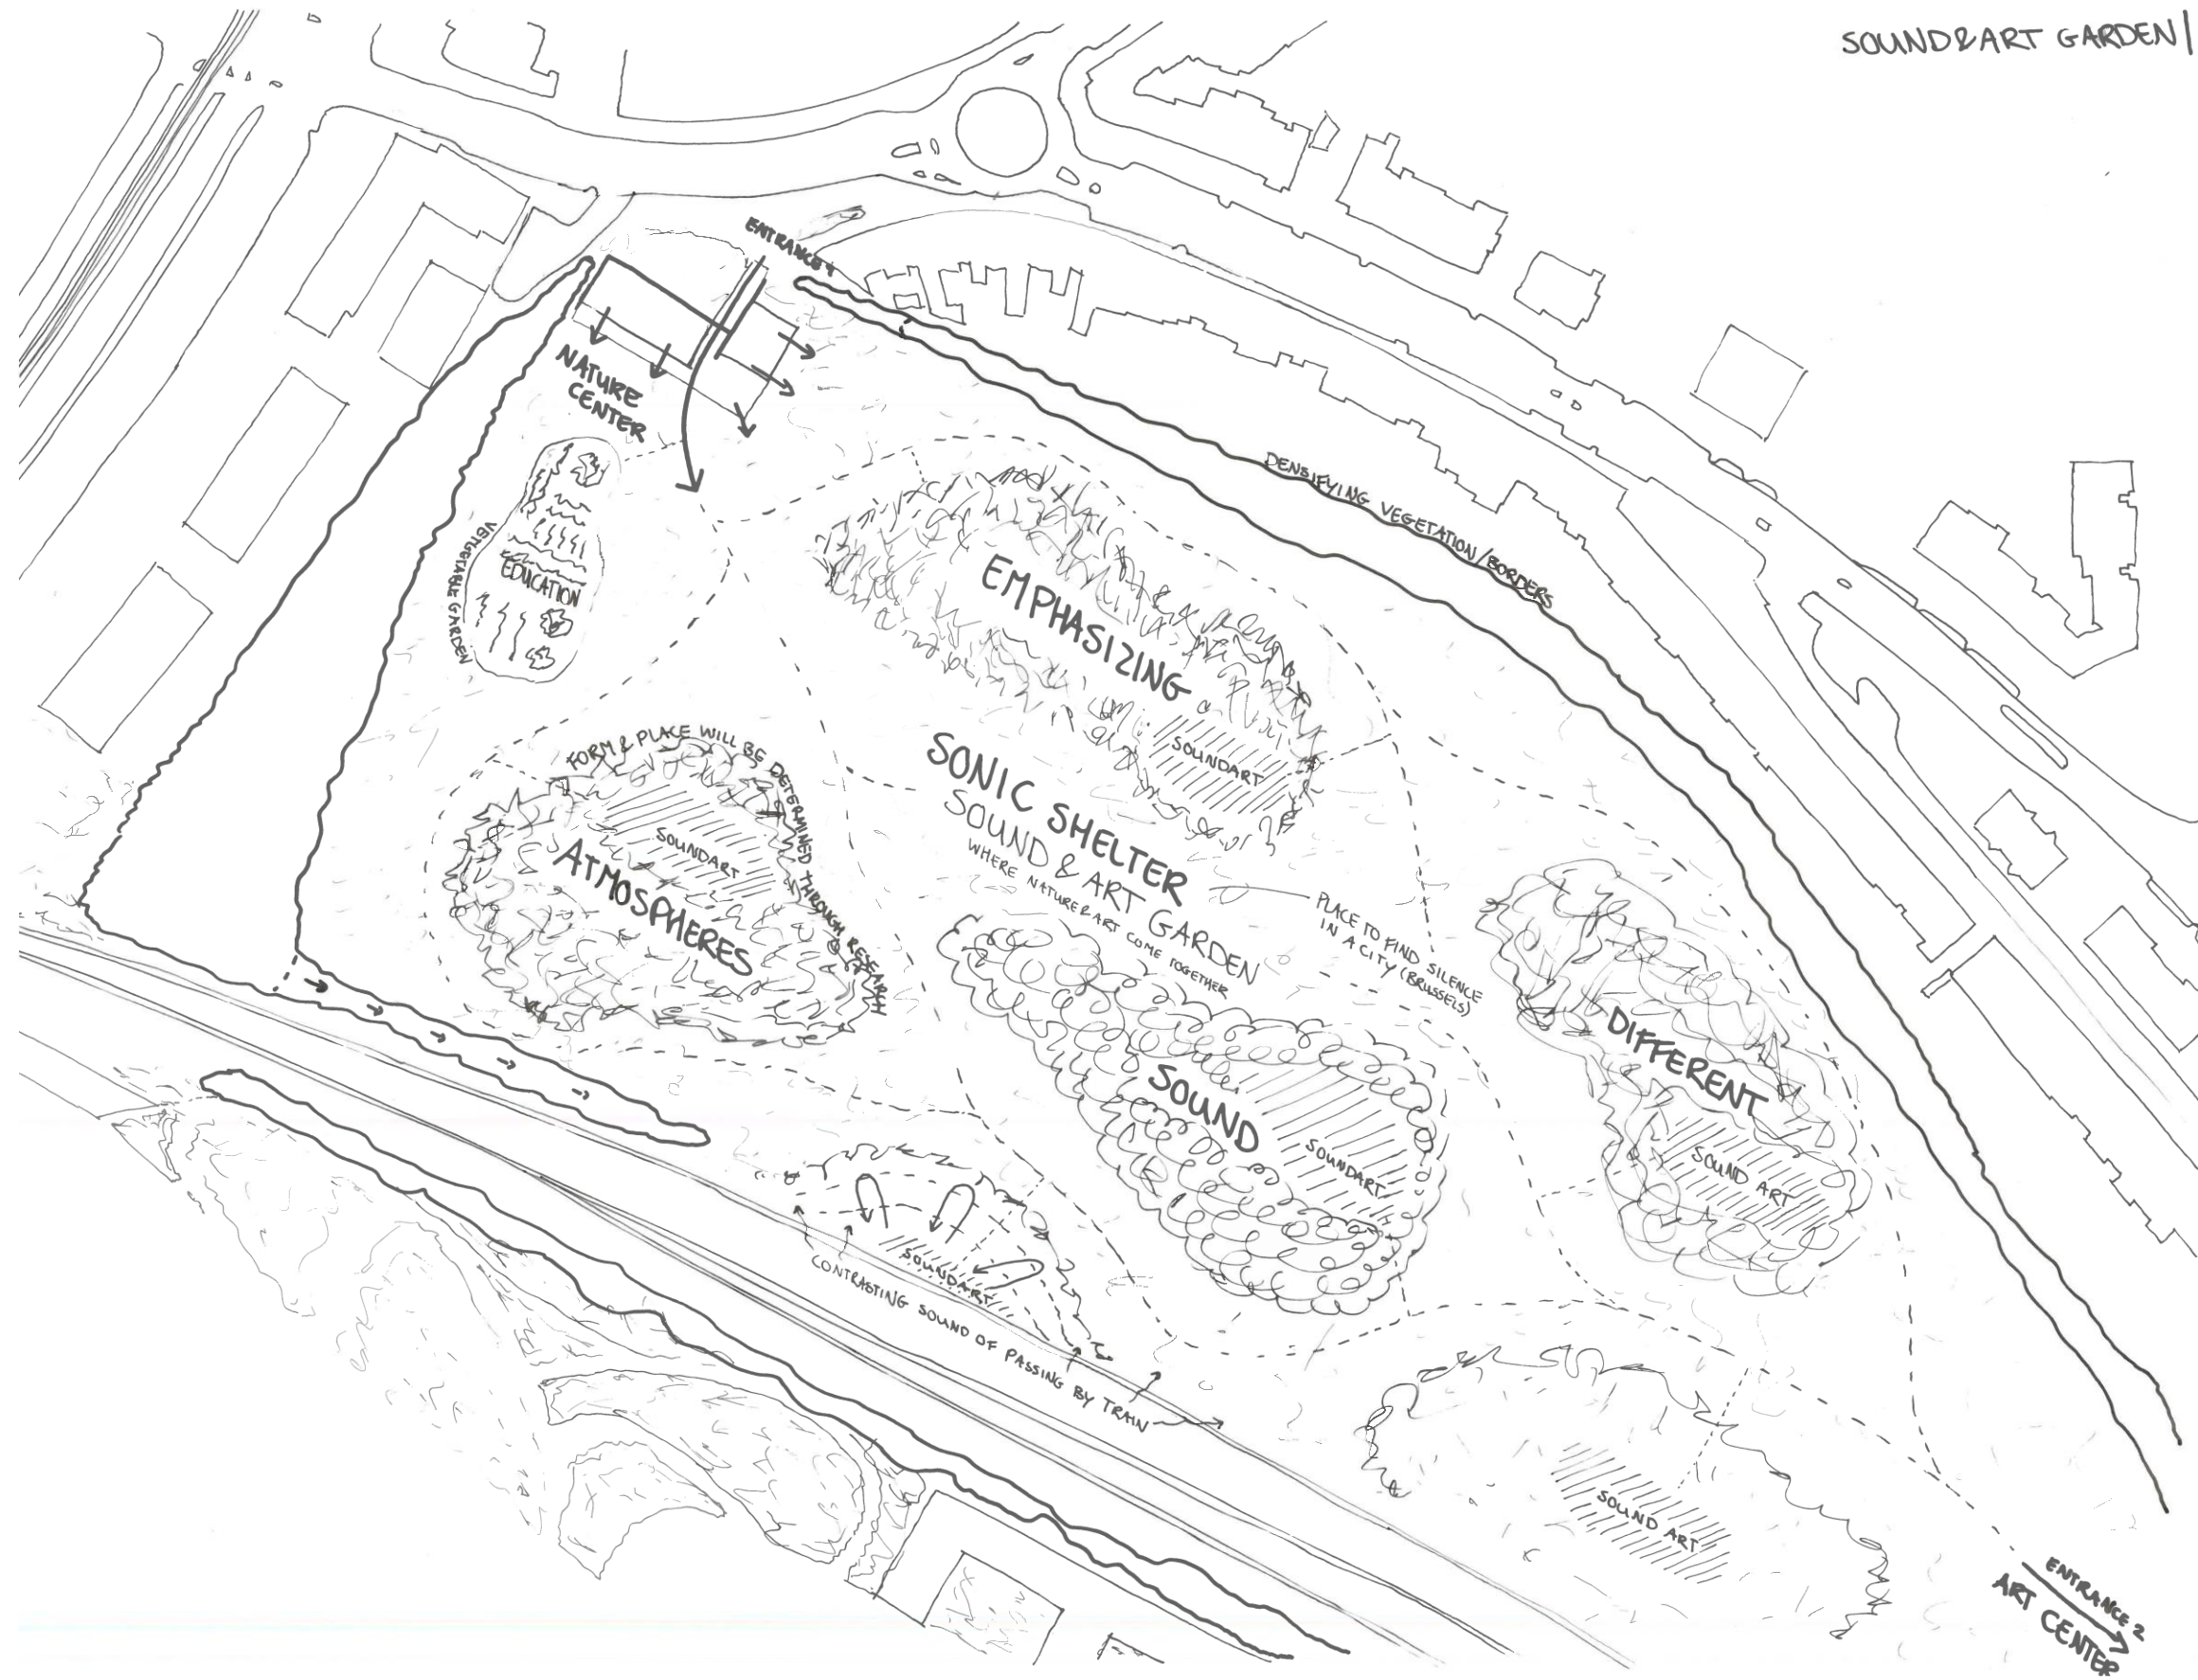 SOUND&ART GARDEN
ENTRANCE 1
NATURE
CENTER
DENSIFYING VEGETATION/BORDERS
VEGGETABLE GARDEN
EDUCATION
EMPHASIZING
SOUNDART
FORM & PLACE WILL BE DETERMINED THROUGH RESEARCH
SOUNDART
ATMOSPHERES
SONIC SHELTER
SOUND & ART GARDEN
WHERE NATURE & ART COME TOGETHER
PLACE TO FIND SILENCE
IN A CITY (BRUSSELS)
DIFFERENT
SOUND ART
SOUND
SOUNDART
SOUNDART
CONTRASTING SOUND OF PASSING BY TRAIN
SOUND ART
ENTRANCE 2
ART CENTER